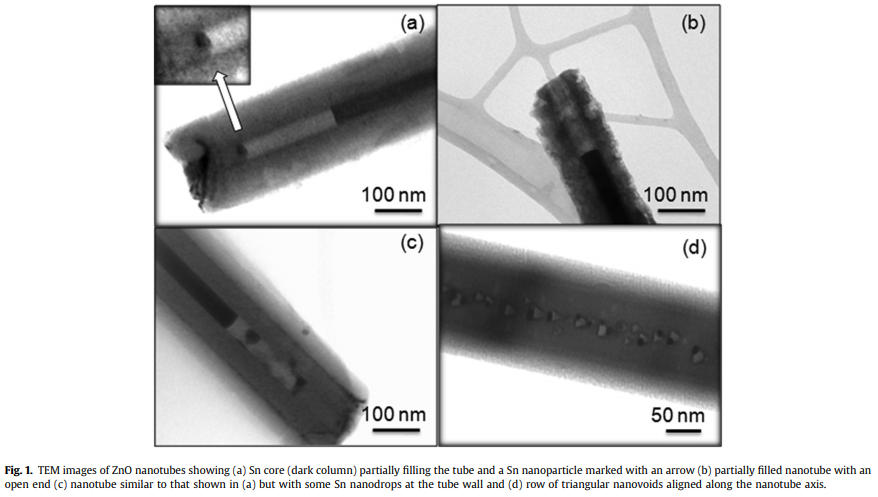 (a)
(b)
100 nm
100 nm
(c)
(d)
100 nm
50 nm
Fig. 1. TEM images of ZnO nanotubes showing (a) Sn core (dark column) partially filling the tube and a Sn nanoparticle marked with an arrow (b) partially filled nanotube with an
open end (c) nanotube similar to that shown in (a) but with some Sn nanodrops at the tube wall and (d) row of triangular nanovoids aligned along the nanotube axis.